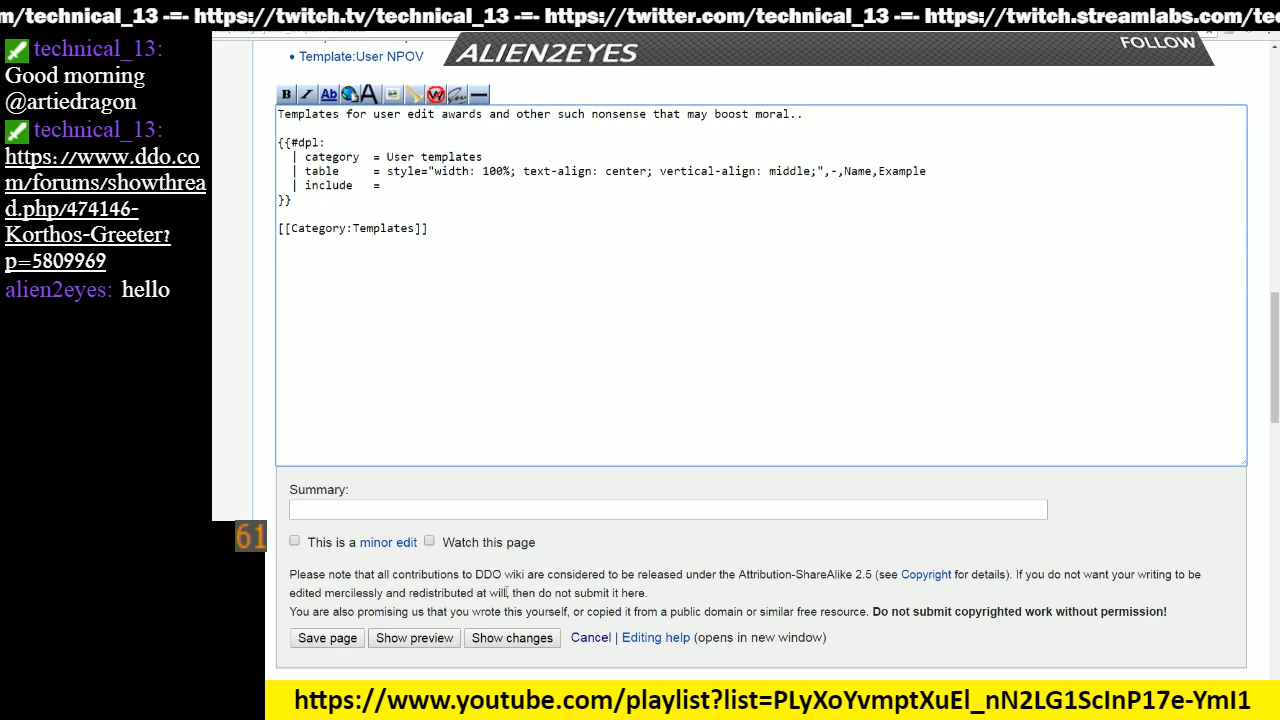 m/technical_13 -=- https://twitch.tv/technical_13 -=- https://twitter.com/technical_13 -=- https://twitch.streamlabs.com/tec
technical_13:
Good morning
@artiedragon
technical_13:
https://www.ddo.co
m/forums/showthrea
d.php/474146-
Korthos-Greeter?
p=5809969
alien2eyes: hello
ALIEN2EYES
FOLLOW
Template:User NPOV
B I Ab A W
Templates for user edit awards and other such nonsense that may boost moral..
{{#dpl:
| category = User templates
| table = style="width: 100%; text-align: center; vertical-align: middle;",-,Name,Example
| include =
}}
[[Category:Templates]]
Summary:
61
This is a minor edit Watch this page
Please note that all contributions to DDO wiki are considered to be released under the Attribution-ShareAlike 2.5 (see Copyright for details). If you do not want your writing to be
edited mercilessly and redistributed at will, then do not submit it here.
You are also promising us that you wrote this yourself, or copied it from a public domain or similar free resource. Do not submit copyrighted work without permission!
Save page Show preview Show changes Cancel | Editing help (opens in new window)
https://www.youtube.com/playlist?list=PLyXoYvmptXuEl_nN2LG1ScInP17e-YmI1